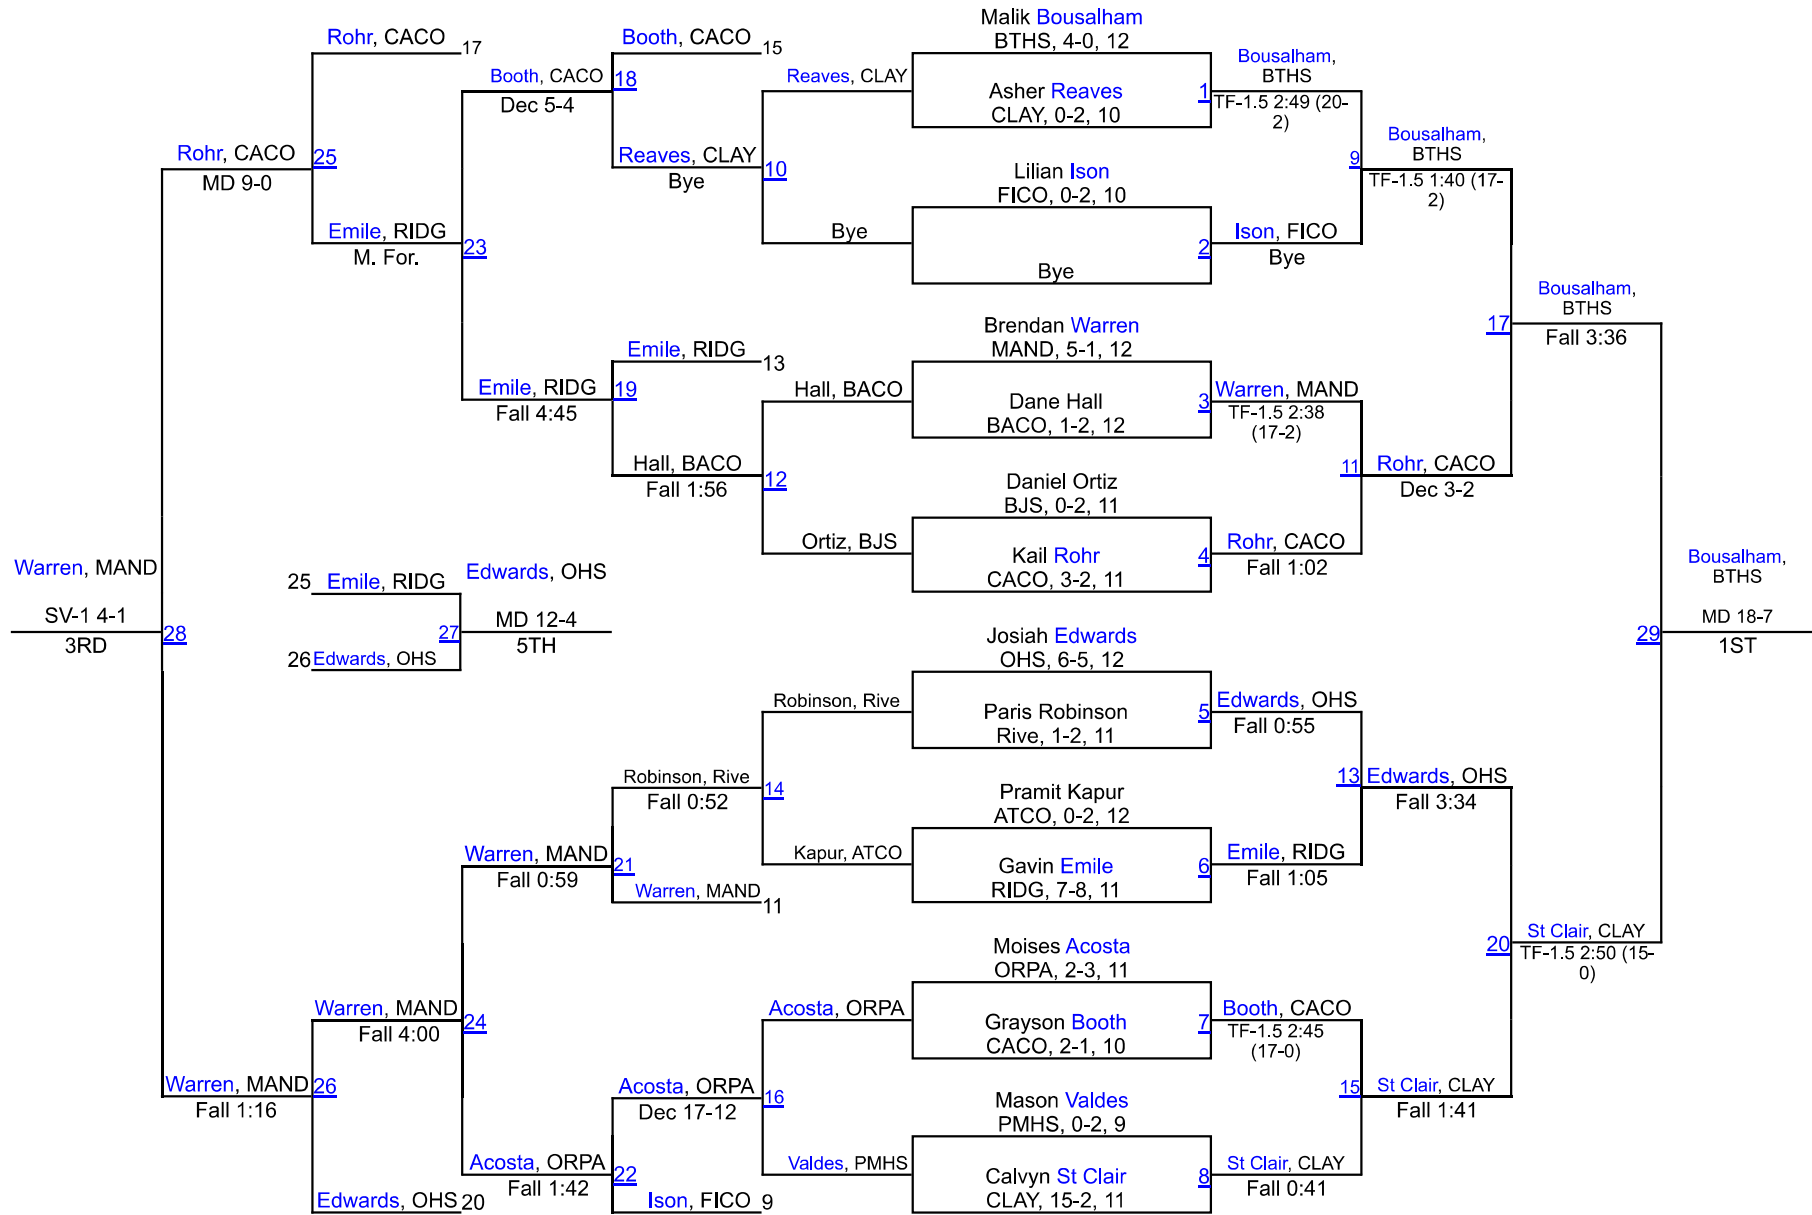 Malik Bousalham
BTHS, 4-0, 12
Rohr, CACO
17
Booth, CACO
15
Bousalham,
BTHS
Booth, CACO
18
Reaves, CLAY
Asher Reaves
CLAY, 0-2, 10
1
TF-1.5 2:49 (20-
2)
Dec 5-4
Bousalham,
BTHS
Rohr, CACO
25
Reaves, CLAY
10
Lilian Ison
FICO, 0-2, 10
9
MD 9-0
Bye
TF-1.5 1:40 (17-
2)
Emile, RIDG
23
Bye
2
Ison, FICO
M. For.
Bye
Bye
Bousalham,
BTHS
Brendan Warren
MAND, 5-1, 12
17
Fall 3:36
Emile, RIDG
13
Emile, RIDG
19
Hall, BACO
Dane Hall
BACO, 1-2, 12
3
Warren, MAND
Fall 4:45
TF-1.5 2:38
(17-2)
Hall, BACO
12
Daniel Ortiz
BJS, 0-2, 11
11
Rohr, CACO
Fall 1:56
Dec 3-2
Ortiz, BJS
Kail Rohr
CACO, 3-2, 11
4
Rohr, CACO
Fall 1:02
Warren, MAND
25
Emile, RIDG
Edwards, OHS
Bousalham,
BTHS
SV-1 4-1
28
27
MD 12-4
29
MD 18-7
3RD
5TH
1ST
26
Edwards, OHS
Josiah Edwards
OHS, 6-5, 12
Robinson, Rive
Paris Robinson
Rive, 1-2, 11
5
Edwards, OHS
Fall 0:55
Robinson, Rive
14
Pramit Kapur
ATCO, 0-2, 12
13
Edwards, OHS
Fall 0:52
Fall 3:34
Warren, MAND
21
Kapur, ATCO
Gavin Emile
RIDG, 7-8, 11
6
Emile, RIDG
Fall 0:59
Fall 1:05
Warren, MAND
11
Moises Acosta
ORPA, 2-3, 11
20
St Clair, CLAY
TF-1.5 2:50 (15-
0)
Warren, MAND
24
Acosta, ORPA
Grayson Booth
CACO, 2-1, 10
7
Booth, CACO
Fall 4:00
TF-1.5 2:45
(17-0)
Warren, MAND
26
Acosta, ORPA
16
Mason Valdes
PMHS, 0-2, 9
15
St Clair, CLAY
Fall 1:16
Dec 17-12
Fall 1:41
Acosta, ORPA
22
Valdes, PMHS
Calvyn St Clair
CLAY, 15-2, 11
8
St Clair, CLAY
Fall 1:42
Fall 0:41
Edwards, OHS
20
Ison, FICO
9